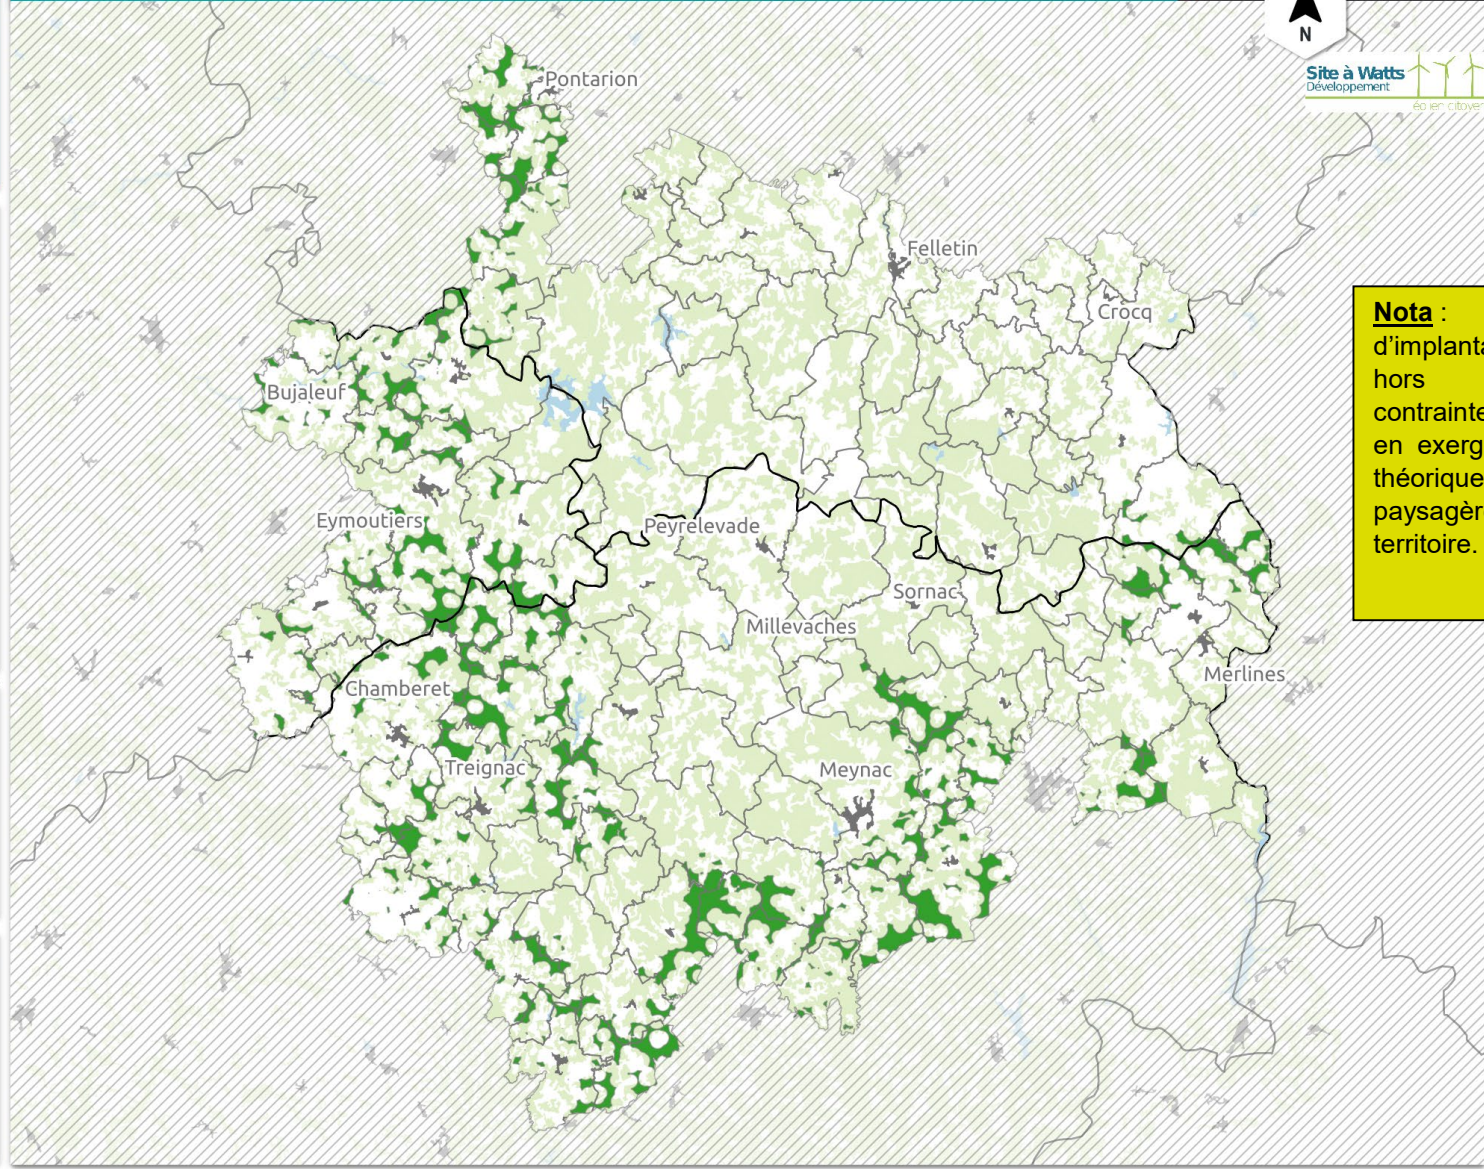 N
Site à Watts
Développement
Pontarion
Felletin
Crocq
Nota :
d'implanta
hors
contrainte
en exerg
théorique
paysagèr
territoire.
Bujaleuf
Eymoutiers
Peyrelevade
Sornac
Millevaches
Merlines
Chamberet
Treignac
Meynac